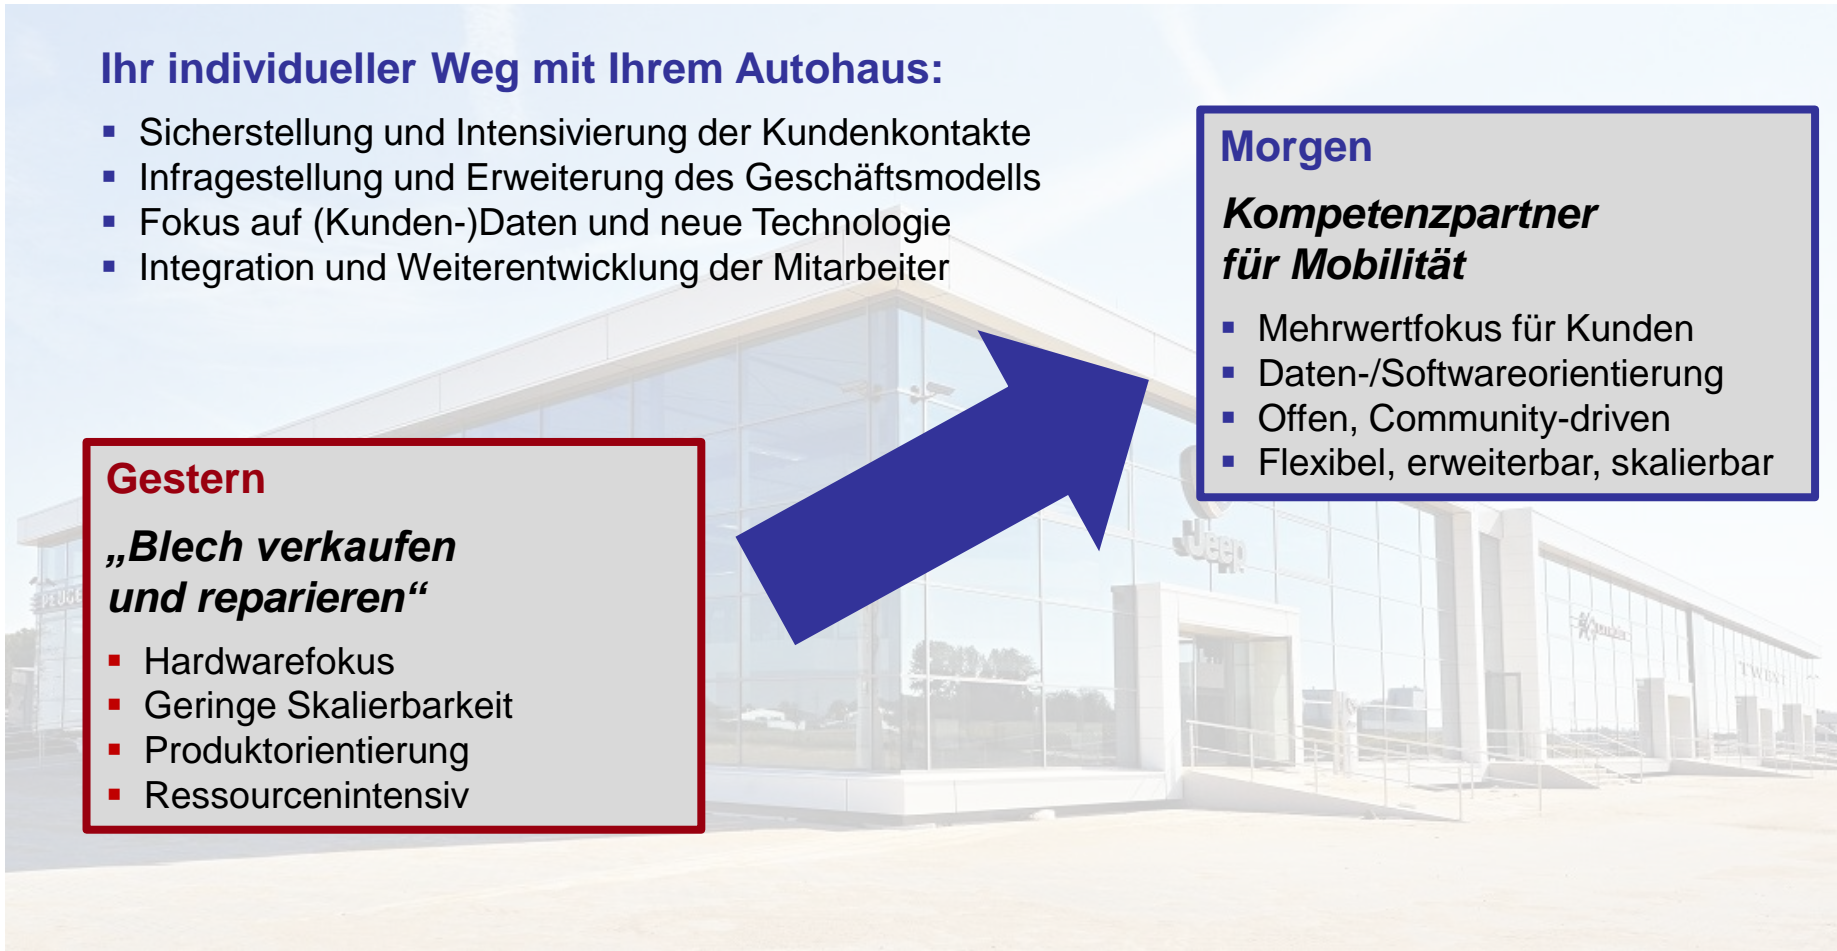 Ihr individueller Weg mit Ihrem Autohaus:
▪ Sicherstellung und Intensivierung der Kundenkontakte
▪ Infragestellung und Erweiterung des Geschäftsmodells
▪ Fokus auf (Kunden-)Daten und neue Technologie
▪ Integration und Weiterentwicklung der Mitarbeiter
Morgen
Kompetenzpartner
für Mobilität
▪ Mehrwertfokus für Kunden
▪ Daten-/Softwareorientierung
▪ Offen, Community-driven
▪ Flexibel, erweiterbar, skalierbar
Gestern
„Blech verkaufen
und reparieren“
▪ Hardwarefokus
▪ Geringe Skalierbarkeit
▪ Produktorientierung
▪ Ressourcenintensiv
Jeep